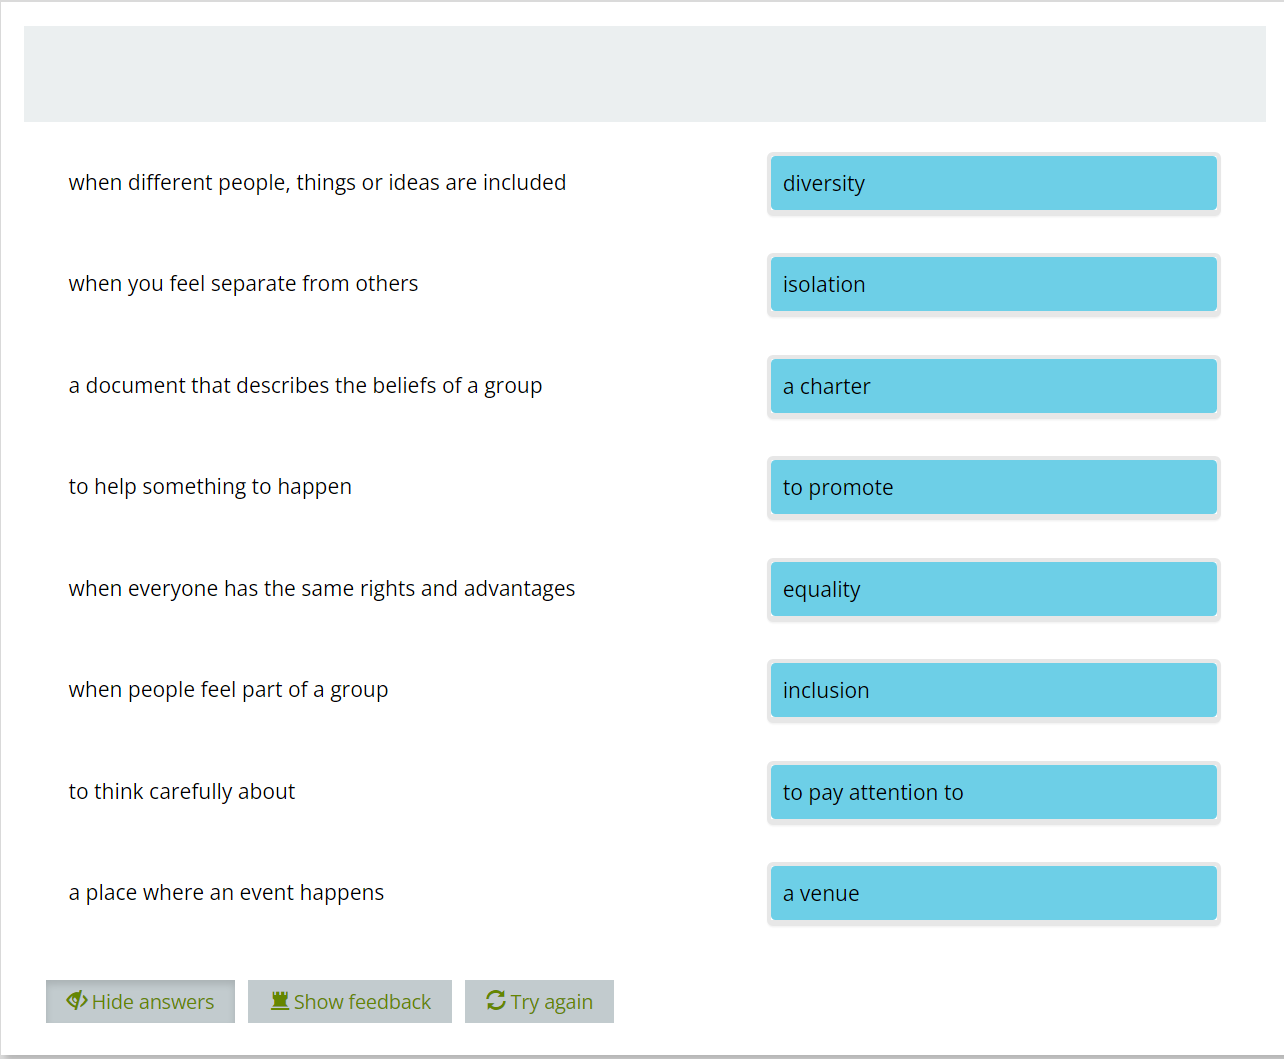 when different people, things or ideas are included
diversity
when you feel separate from others
isolation
a document that describes the beliefs of a group
a charter
to help something to happen
to promote
when everyone has the same rights and advantages
equality
when people feel part of a group
inclusion
to think carefully about
to pay attention to
a place where an event happens
a venue
Hide answers
Show feedback
Try again